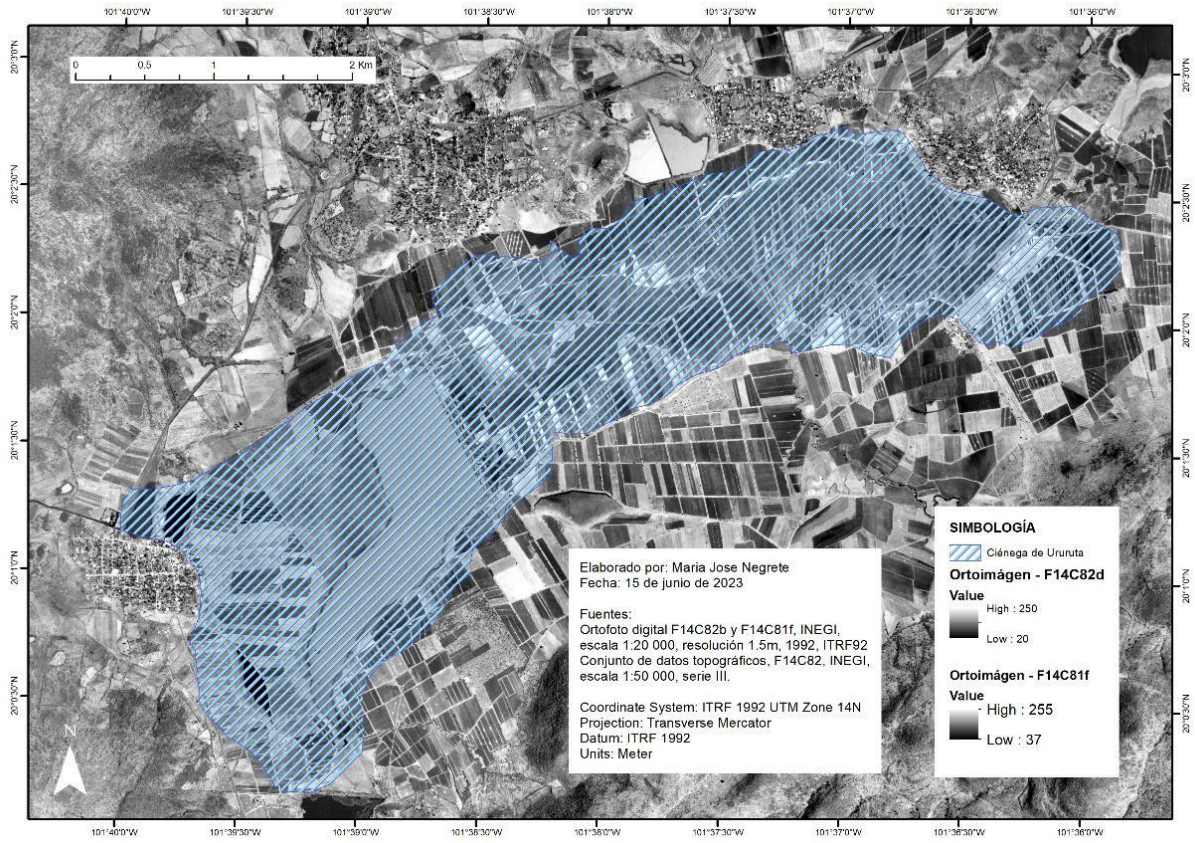 101°40'0"W 101°39'30"W 101°39'0"W 101°38'30"W 101°38'0"W 101°37'30"W 101°37'0"W 101°36'30"W 101°36'0"W
20°3'0"N
20°3'0"N
0 0.5 1 2 Km
20°2'30"N
20°2'30"N
20°2'0"N
20°2'0"N
20°1'30"N
20°1'30"N
20°1'0"N
20°1'0"N
20°0'30"N
20°0'30"N
N
Elaborado por: Maria Jose Negrete
Fecha: 15 de junio de 2023
Fuentes:
Ortofoto digital F14C82b y F14C81f, INEGI,
escala 1:20 000, resolución 1.5m, 1992, ITRF92
Conjunto de datos topográficos, F14C82, INEGI,
escala 1:50 000, serie III.
Coordinate System: ITRF 1992 UTM Zone 14N
Projection: Transverse Mercator
Datum: ITRF 1992
Units: Meter
SIMBOLOGÍA
Ciénega de Ururuta
Ortoimágen - F14C82d
Value
High : 250
Low : 20
Ortoimágen - F14C81f
Value
High : 255
Low : 37
101°40'0"W 101°39'30"W 101°39'0"W 101°38'30"W 101°38'0"W 101°37'30"W 101°37'0"W 101°36'30"W 101°36'0"W